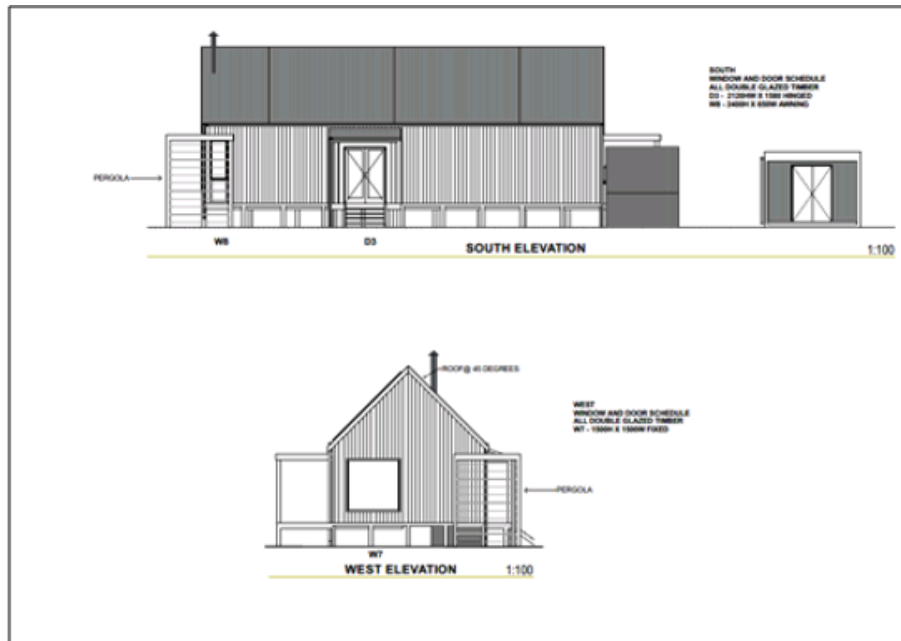 SOUTH
WINDOW AND DOOR SCHEDULE
ALL DOUBLE GLAZED TIMBER
D3 - 2120HW X 1580 HINGED
W8 - 2400H X 650W AWNING
PERGOLA
W8
D3
SOUTH ELEVATION
1:100
ROOF@ 45 DEGREES
WEST
WINDOW AND DOOR SCHEDULE
ALL DOUBLE GLAZED TIMBER
W7 - 1500H X 1500W FIXED
PERGOLA
W7
WEST ELEVATION
1:100